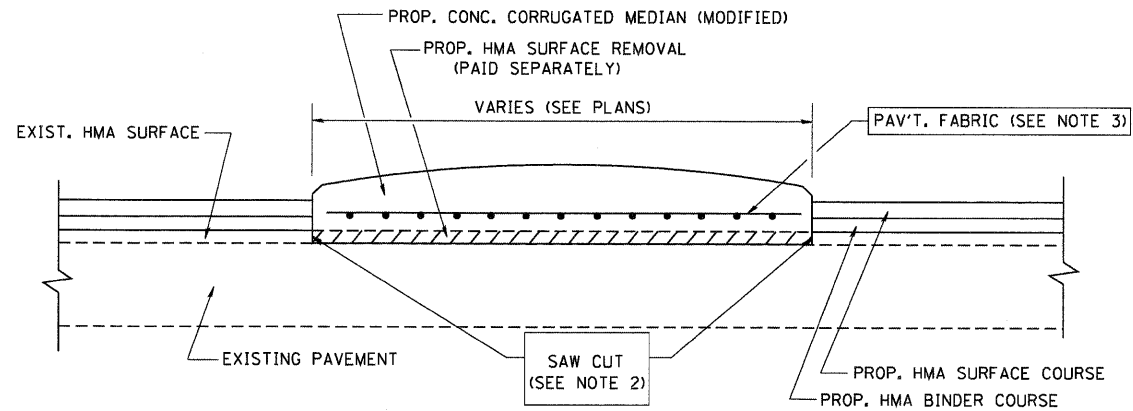 PROP. CONC. CORRUGATED MEDIAN (MODIFIED)
PROP. HMA SURFACE REMOVAL
(PAID SEPARATELY)
VARIES (SEE PLANS)
EXIST. HMA SURFACE
PAV'T. FABRIC (SEE NOTE 3)
EXISTING PAVEMENT
SAW CUT
(SEE NOTE 2)
PROP. HMA SURFACE COURSE
PROP. HMA BINDER COURSE